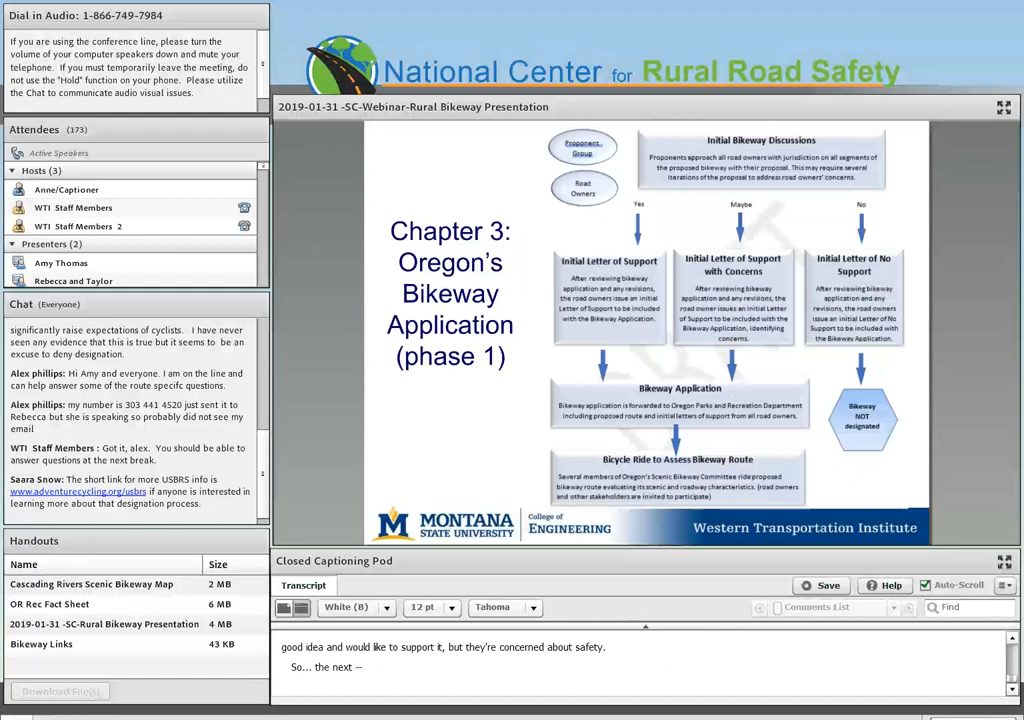 Dial in Audio: 1-866-749-7984
If you are using the conference line, please turn the
volume of your computer speakers down and mute your
telephone. If you must temporarily leave the meeting, do
not use the "Hold" function on your phone. Please utilize
the Chat to communicate audio visual issues.
National Center for Rural Road Safety
Attendees (173)
Active Speakers
Hosts (3)
Anne/Captioner
WTI Staff Members
WTI Staff Members 2
Presenters (2)
Amy Thomas
Rebecca and Taylor
Chat (Everyone)
significantly raise expectations of cyclists. I have never
seen any evidence that this is true but it seems to be an
excuse to deny designation.
Alex phillips: Hi Amy and everyone. I am on the line and
can help answer some of the route specifc questions.
Alex phillips: my number is 303 441 4520 just sent it to
Rebecca but she is speaking so probably did not see my
email
WTI Staff Members : Got it, alex. You should be able to
answer questions at the next break.
Saara Snow: The short link for more USBRS info is
www.adventurecycling.org/usbrs if anyone is interested in
learning more about that designation process.
Handouts
Name Size
Cascading Rivers Scenic Bikeway Map 2 MB
OR Rec Fact Sheet 6 MB
2019-01-31 -SC-Rural Bikeway Presentation 4 MB
Bikeway Links 43 KB
Download File(s)
2019-01-31 -SC-Webinar-Rural Bikeway Presentation
Chapter 3:
Oregon's
Bikeway
Application
(phase 1)
Proponent
Group
Road
Owners
Initial Bikeway Discussions
Proponents approach all road owners with jurisdiction on all segments of
the proposed bikeway with their proposal. This may require several
iterations of the proposal to address road owners' concerns.
Yes
Maybe
No
Initial Letter of Support
After reviewing bikeway
application and any revisions,
the road owners issue an initial
Letter of Support to be included
with the Bikeway Application.
Initial Letter of Support
with Concerns
After reviewing bikeway
application and any revisions, the
road owner issues an initial Letter
of Support to be included with the
Bikeway Application, identifying
concerns.
Initial Letter of No
Support
After reviewing bikeway
application and any
revisions, the road owners
issue an Initial Letter of No
Support to be included with
the Bikeway Application.
Bikeway Application
Bikeway application is forwarded to Oregon Parks and Recreation Department
including proposed route and initial letters of support from all road owners.
Bikeway
NOT
designated
Bicycle Ride to Assess Bikeway Route
Several members of Oregon's Scenic Bikeway Committee ride proposed
bikeway route evaluating its scenic and roadway characteristics. (road owners
and other stakeholders are invited to participate)
M MONTANA
STATE UNIVERSITY
College of
ENGINEERING
Western Transportation Institute
Closed Captioning Pod
Transcript
Save
Help
Auto-Scroll
White (B)
12 pt
Tahoma
Comments List
Find
good idea and would like to support it, but they're concerned about safety.
So... the next --